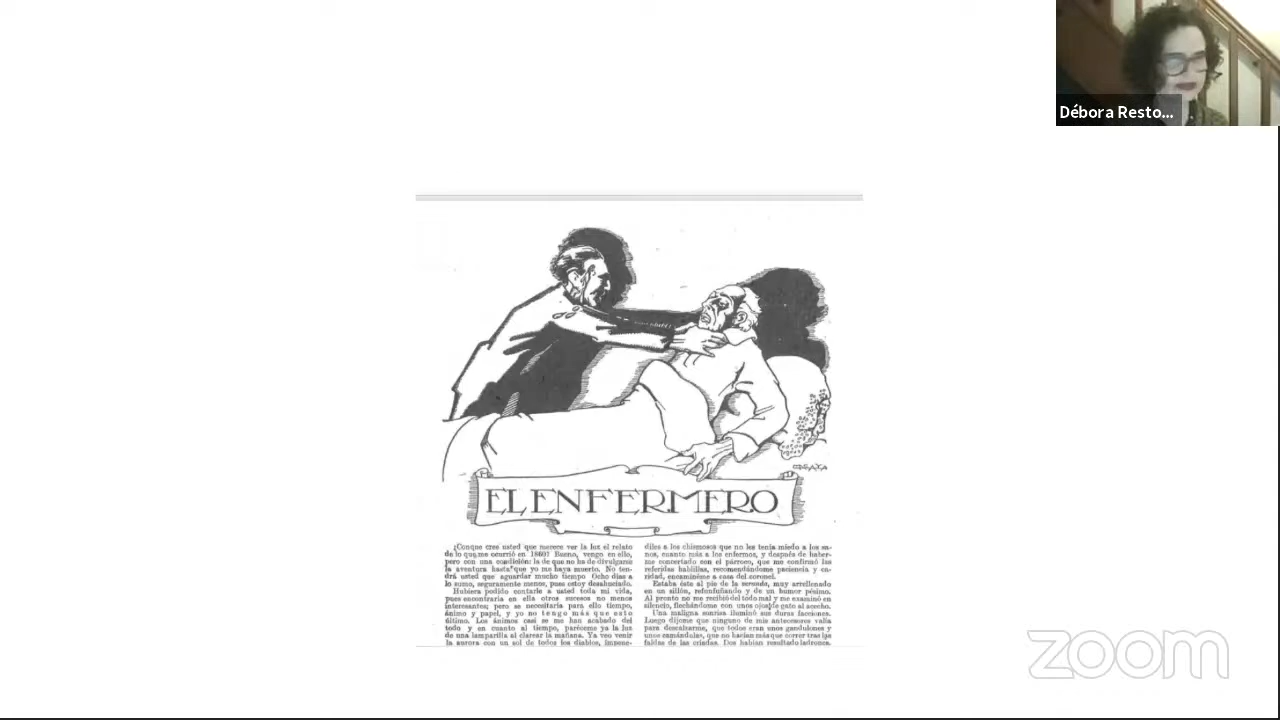 Débora Resto...
EL ENFERMERO
¿Conque cree usted que merece ver la luz el relato
de lo que me ocurrió en 1860? Bueno, vengo en ello,
pero con una condición: la de que no ha de divulgarse
la aventura hasta que yo me haya muerto. No ten-
drá usted que aguardar mucho tiempo Ocho días a
lo sumo, seguramente menos, pues estoy desahuciado.
Hubiera podido contarle a usted toda mi vida,
pues encontraría en ella otros sucesos no menos
interesantes; pero se necesitaría para ello tiempo,
ánimo y papel, y yo no tengo más que esto
último. Los ánimos casi se me han acabado del
todo y en cuanto al tiempo, paréceme ya la luz
de una lamparilla al clarear la mañana. Ya veo venir
la aurora con un sol de todos los diablos, impene-
diles a los chismosos que no les tenía miedo a los sa-
nos, cuanto más a los enfermos, y después de haber-
me concertado con el párroco, que me confirmó las
referidas hablillas, recomendándome paciencia y ca-
ridad, encaminéme a casa del coronel.
Estaba éste al pie de la veranda, muy arrellanado
en un sillón, refunfuñando y de un humor pésimo.
Al pronto no me recibió del todo mal y me examinó en
silencio, flechándome con unos ojos de gato al acecho.
Una maligna sonrisa iluminó sus duras facciones.
Luego díjome que ninguno de mis antecesores valía
para descalzarme, que todos eran unos gandulones y
unos camándulas, que no hacían más que correr tras las
faldas de las criadas. Dos habían resultado ladrones.
zoom